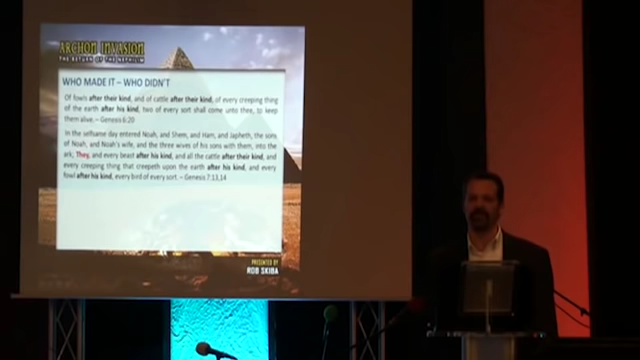 ARCHON INVASION
THE RETURN OF THE NEPHILIM
WHO MADE IT – WHO DIDN'T
Of fowls after their kind, and of cattle after their kind, of every creeping thing
of the earth after his kind, two of every sort shall come unto thee, to keep
them alive. – Genesis 6:20
In the selfsame day entered Noah, and Shem, and Ham, and Japheth, the sons
of Noah, and Noah's wife, and the three wives of his sons with them, into the
ark; They, and every beast after his kind, and all the cattle after their kind, and
every creeping thing that creepeth upon the earth after his kind, and every
fowl after his kind, every bird of every sort. – Genesis 7:13,14
PRESENTED BY
ROB SKIBA